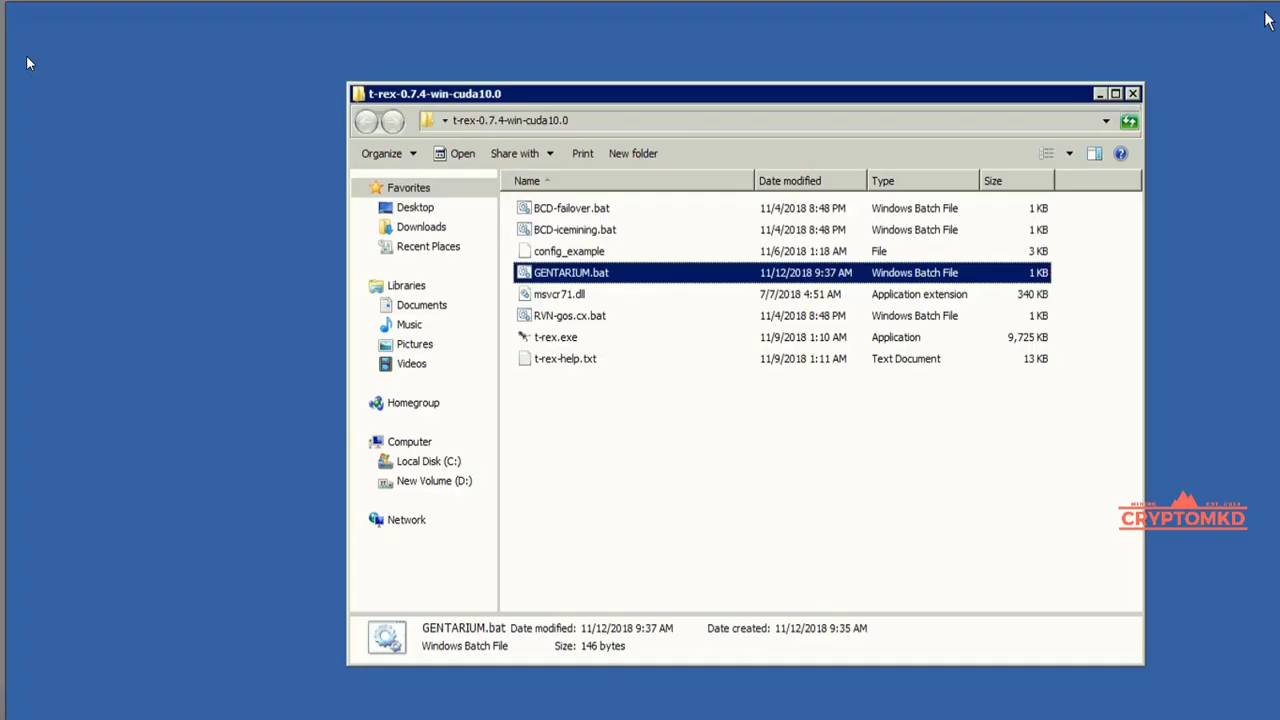 t-rex-0.7.4-win-cuda10.0
t-rex-0.7.4-win-cuda10.0
Organize Open Share with Print New folder
Name Date modified Type Size
Favorites
Desktop
Downloads
Recent Places
Libraries
Documents
Music
Pictures
Videos
Homegroup
Computer
Local Disk (C:)
New Volume (D:)
Network
BCD-failover.bat 11/4/2018 8:48 PM Windows Batch File 1 KB
BCD-icemining.bat 11/4/2018 8:48 PM Windows Batch File 1 KB
config_example 11/6/2018 1:18 AM File 3 KB
GENTARIUM.bat 11/12/2018 9:37 AM Windows Batch File 1 KB
msvcr71.dll 7/7/2018 4:51 AM Application extension 340 KB
RVN-gos.cx.bat 11/4/2018 8:48 PM Windows Batch File 1 KB
t-rex.exe 11/9/2018 1:10 AM Application 9,725 KB
t-rex-help.txt 11/9/2018 1:11 AM Text Document 13 KB
CRYPTOMKD
GENTARIUM.bat Date modified: 11/12/2018 9:37 AM Date created: 11/12/2018 9:35 AM
Windows Batch File Size: 146 bytes